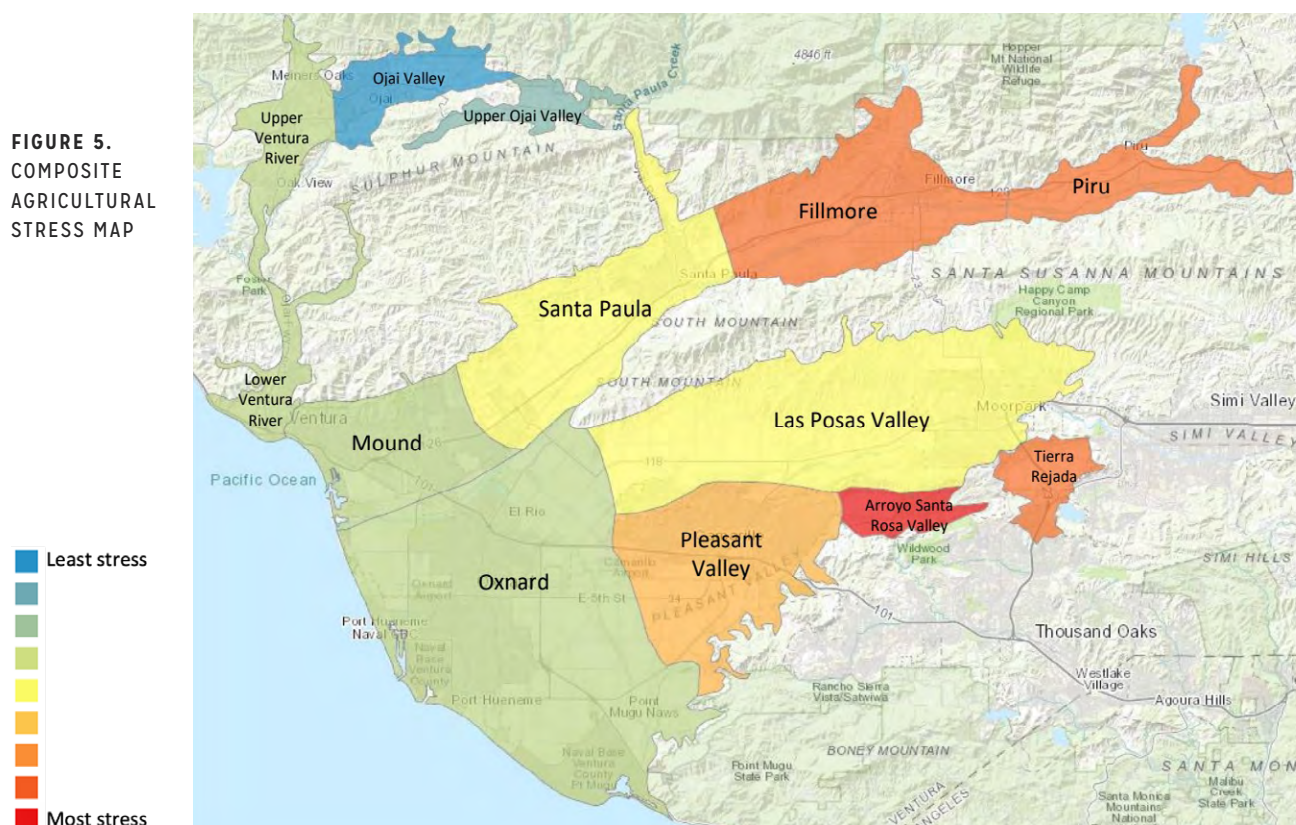 FIGURE 5.
COMPOSITE
AGRICULTURAL
STRESS MAP
Least stress
Most stress
4846 ft
Hopper
Mt National
Wildlife
Refuge
Meiners Oaks
Ojai Valley
Ojai
Santa Paula Creek
Upper Ojai Valley
Upper
Ventura
River
SULPHUR MOUNTAIN
Oak View
Piru
Fillmore
126
Piru
Fillmore
Santa Paula
SANTA SUSANNA MOUNTAINS
Happy Camp
Canyon
Regional Park
Foster
Park
Santa Paula
SOUTH MOUNTAIN
23
Lower
Ventura
River
Ventura
SOUTH MOUNTAIN
Moorpark
Simi Valley
Las Posas Valley
SIMI VALLEY
Mound
126
118
Tierra
Rejada
Pacific Ocean
101
El Rio
Arroyo Santa
Rosa Valley
Wildwood
Park
Pleasant
Valley
SIMI HILLS
Camarillo
Airport
Oxnard
Oxnard
Airport
E 5th St
34
PLEASANT VALLEY
101
Port Hueneme
Naval CBC
Thousand Oaks
Naval
Base
Ventura
County
Westlake
Village
Agoura Hills
Port Hueneme
Point
Mugu Naws
Rancho Sierra
Vista/Satwiwa
Naval Base
Ventura
County
Pt Mugu
BONEY MOUNTAIN
Point Mugu
State Park
SANTA MON
VENTURA
ANGELES
Malibu
Creek
State Park
Santa Monica
Mountains
National